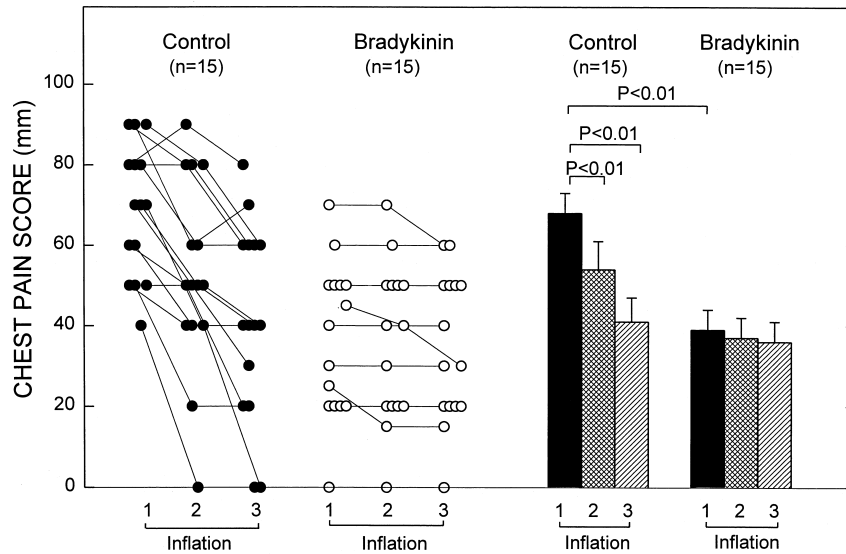 Control Bradykinin Control Bradykinin
(n=15) (n=15) (n=15) (n=15)
CHEST PAIN SCORE (mm)
100
80
60
40
20
0
P<0.01
P<0.01
P<0.01
1 2 3 1 2 3 1 2 3 1 2 3
Inflation Inflation Inflation Inflation